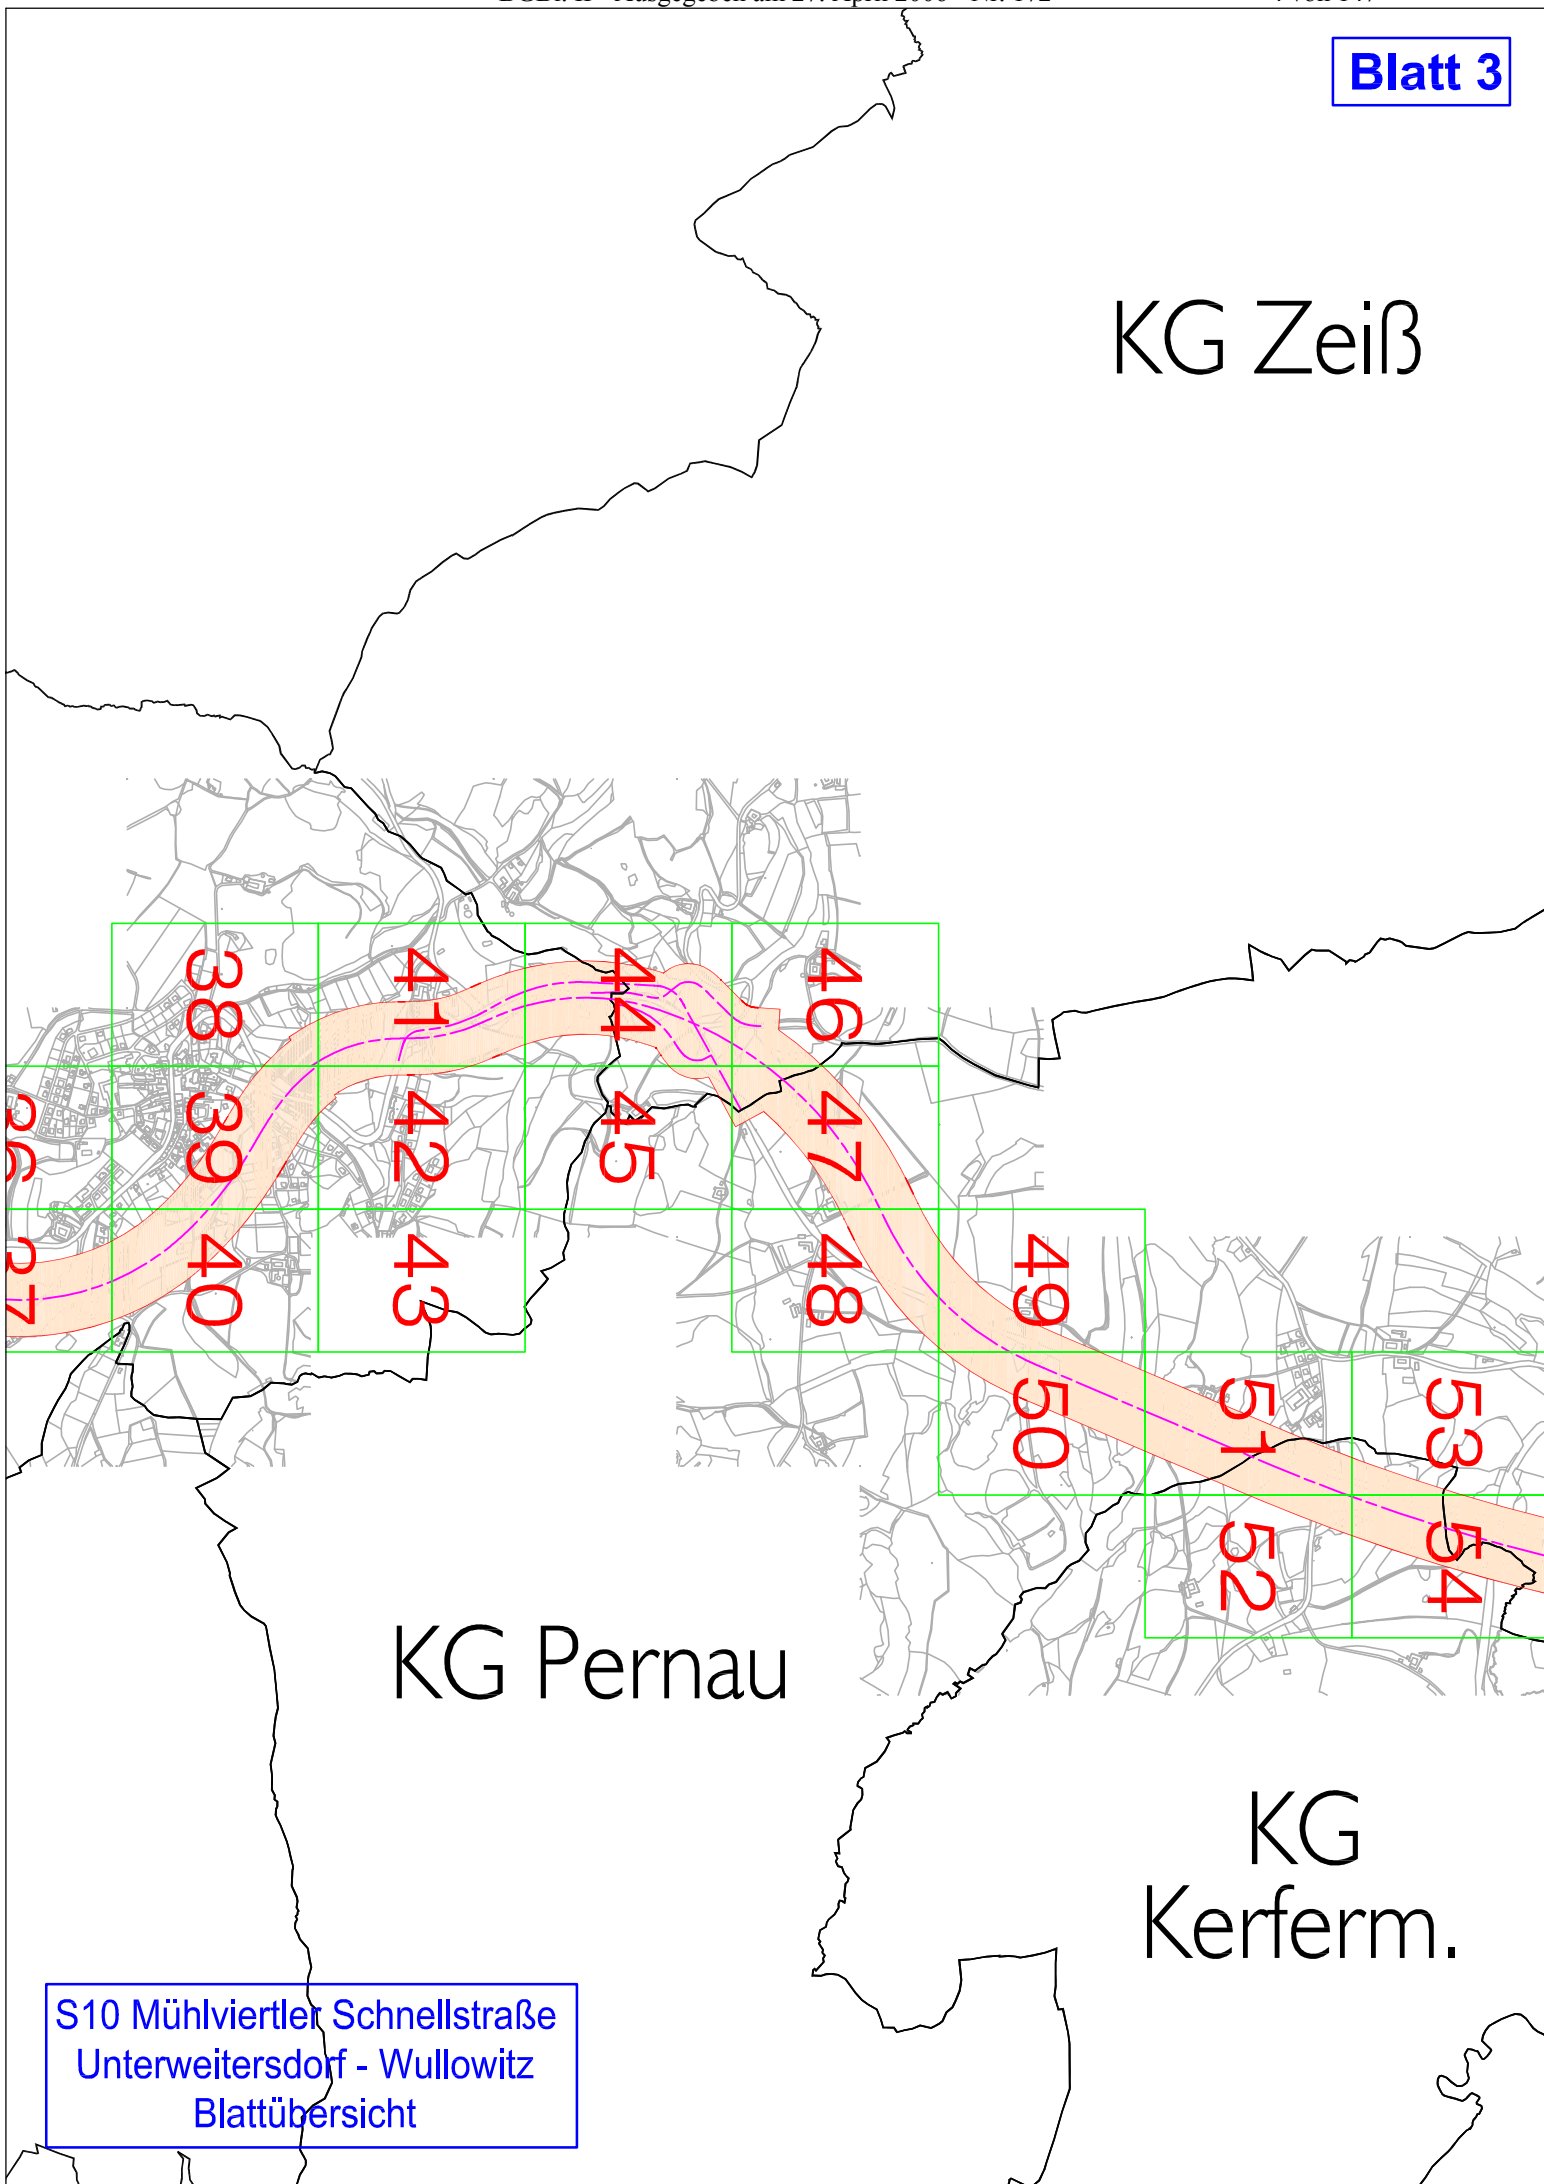 Blatt 3
KG Zeiß
38
41
44
46
36
39
42
45
47
37
40
43
48
49
50
51
53
52
54
KG Pernau
KG
Kerferm.
S10 Mühlviertler Schnellstraße
Unterweitersdorf - Wullowitz
Blattübersicht